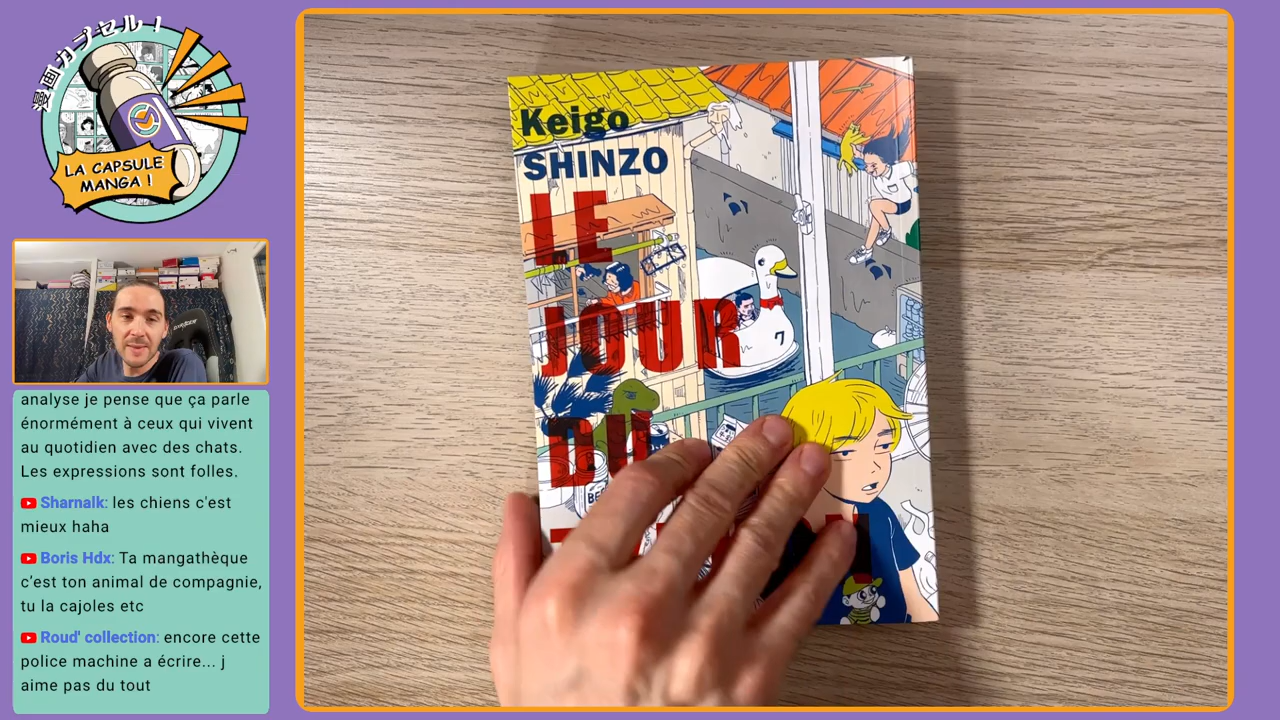 漫画カプセル！
LA CAPSULE
MANGA !
analyse je pense que ça parle
énormément à ceux qui vivent
au quotidien avec des chats.
Les expressions sont folles.
Sharnalk: les chiens c'est
mieux haha
Boris Hdx: Ta mangathèque
c'est ton animal de compagnie,
tu la cajoles etc
Roud' collection: encore cette
police machine a écrire... j
aime pas du tout
Keigo
SHINZO
LE
JOUR
DU
7